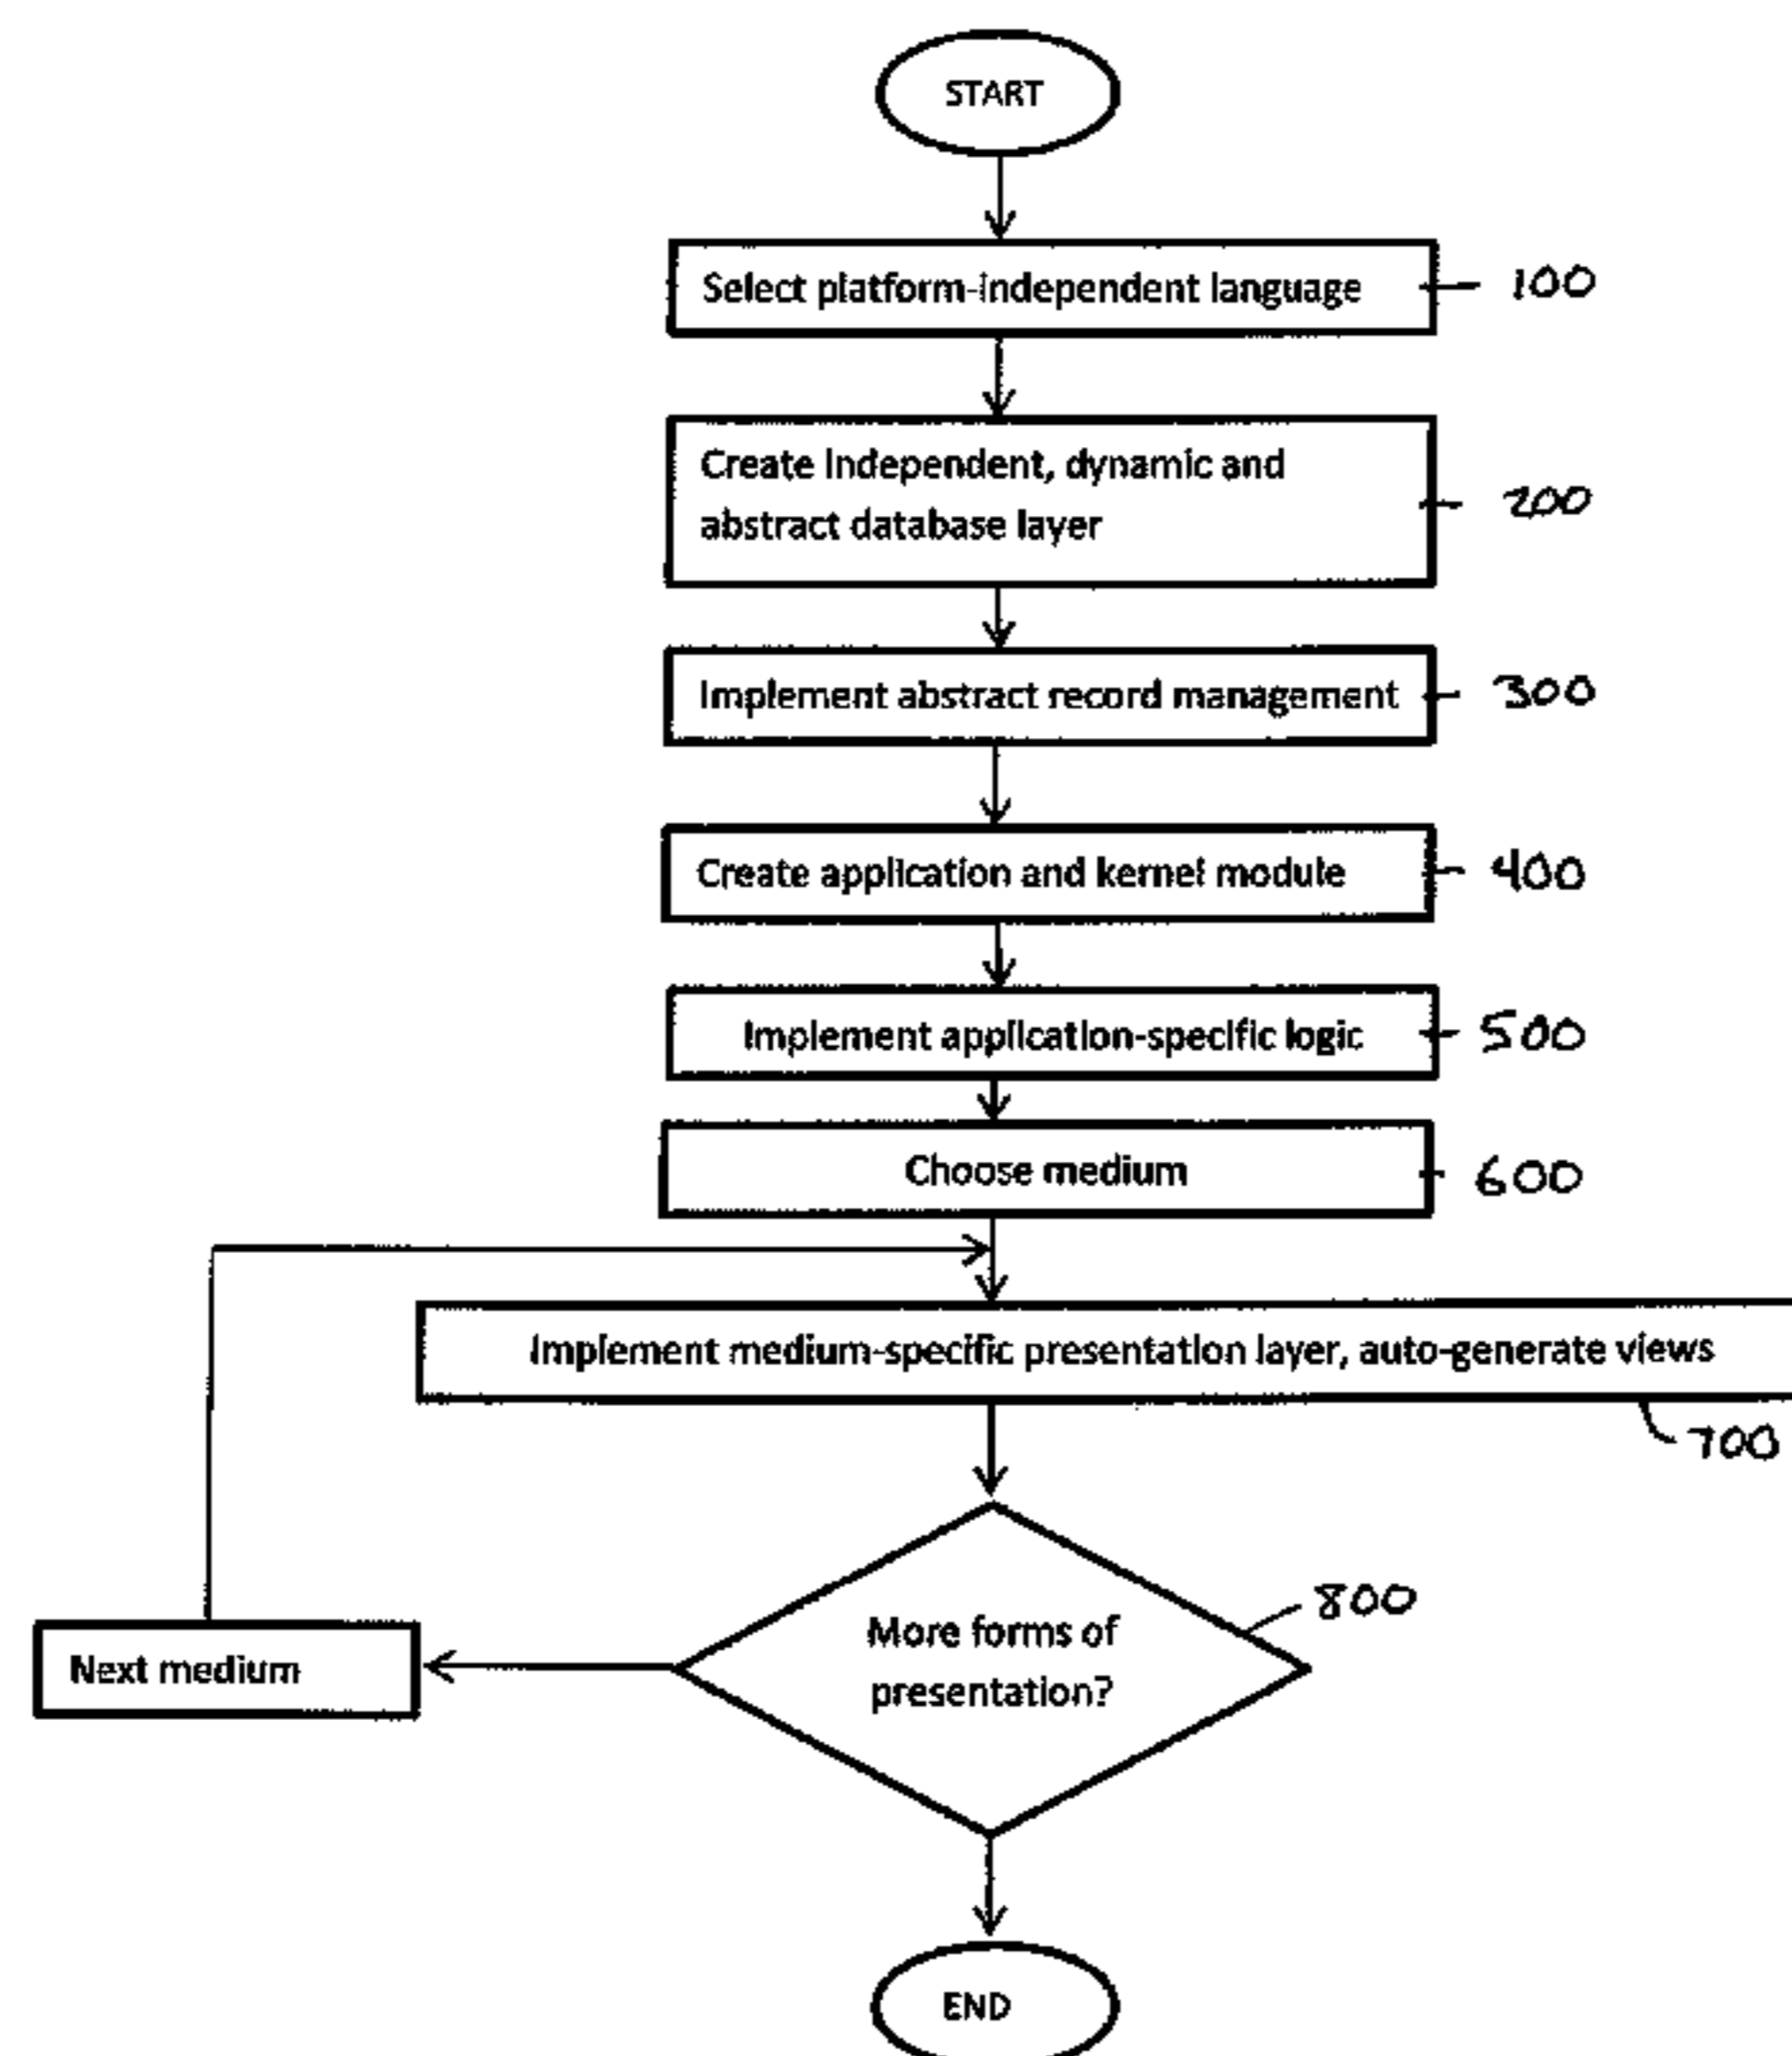 START
Select platform-independent language
100
Create Independent, dynamic and
abstract database layer
200
Implement abstract record management
300
Create application and kernel module
400
Implement application-specific logic
500
Choose medium
600
Implement medium-specific presentation layer, auto-generate views
700
More forms of
presentation?
800
Next medium
END